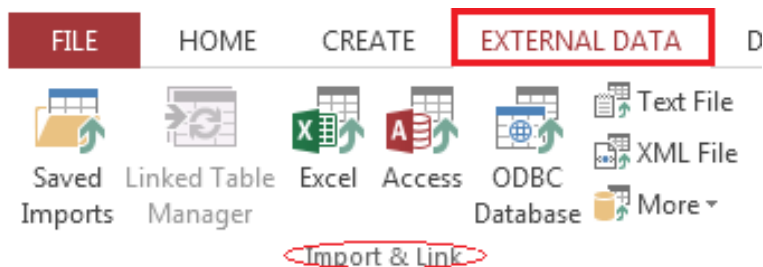 FILE HOME CREATE EXTERNAL DATA D
Saved Imports
Linked Table Manager
Excel
Access
ODBC Database
Text File
XML File
More
Import & Link